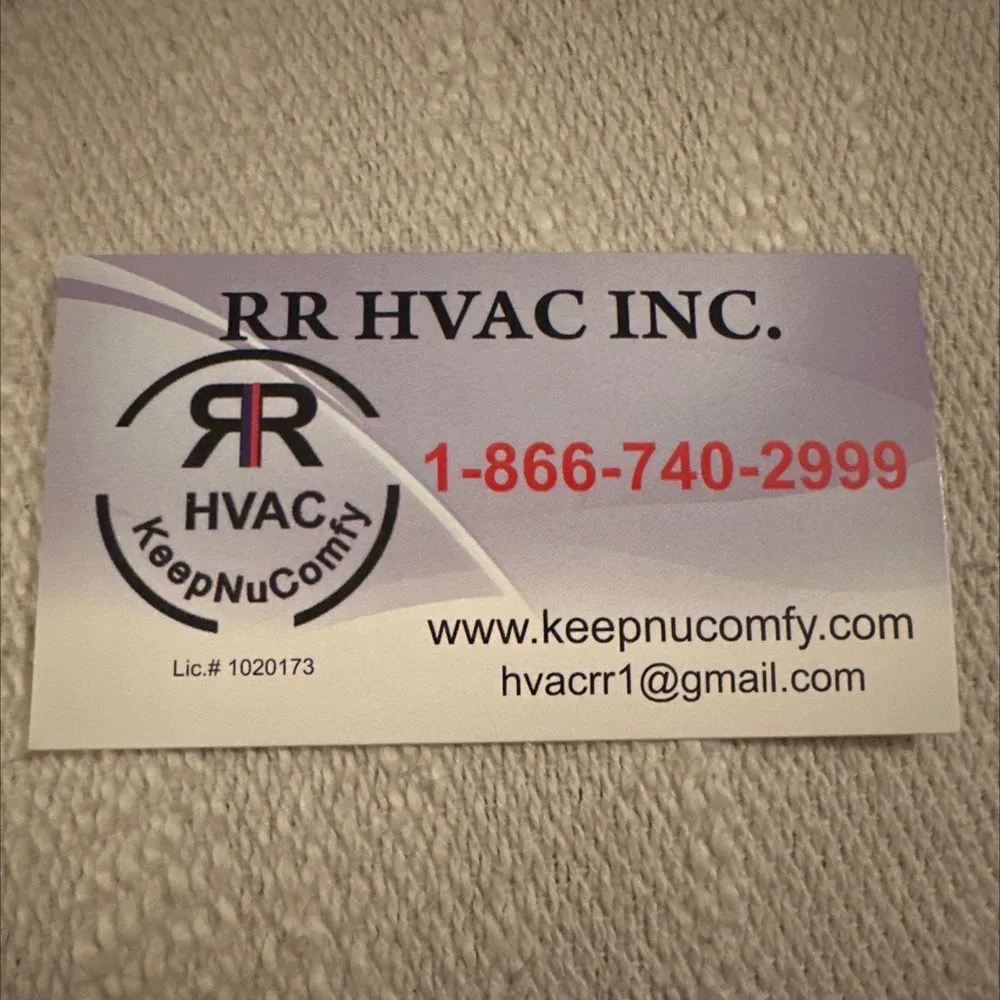 RR HVAC INC.
RR
HVAC
KeepNuComfy
1-866-740-2999
www.keepnucomfy.com
hvacrr1@gmail.com
Lic.# 1020173